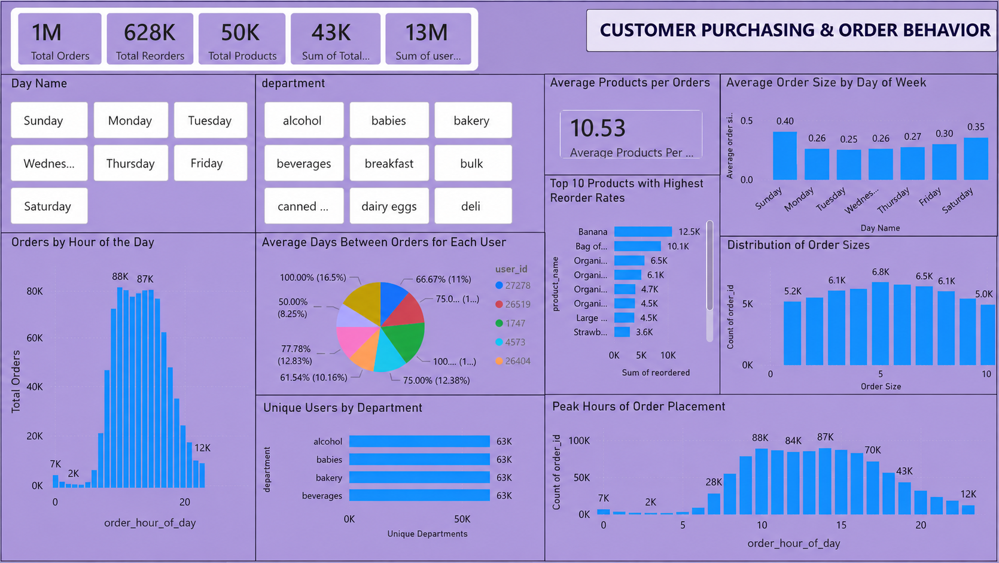 1M
Total Orders
628K
Total Reorders
50K
Total Products
43K
Sum of Total...
13M
Sum of user...
CUSTOMER PURCHASING & ORDER BEHAVIOR
Day Name
Sunday
Monday
Tuesday
Wednes...
Thursday
Friday
Saturday
department
alcohol
babies
bakery
beverages
breakfast
bulk
canned ...
dairy eggs
deli
Average Products per Orders
10.53
Average Products Per ...
Average Order Size by Day of Week
Average order si..
0.5
0.0
0.40
0.26
0.25
0.26
0.27
0.30
0.35
Sunday
Monday
Tuesday
Wednes...
Thursday
Friday
Saturday
Day Name
Top 10 Products with Highest
Reorder Rates
product_name
Banana 12.5K
Bag of... 10.1K
Organi... 6.5K
Organi... 6.1K
Organi... 4.7K
Organi... 4.5K
Large ... 4.5K
Strawb... 3.6K
0K 5K 10K
Sum of reordered
Distribution of Order Sizes
Count of order_id
5K
0K
5.2K
6.1K
6.8K
6.5K
6.1K
5.0K
0 5 10
Order Size
Orders by Hour of the Day
Total Orders
80K
60K
40K
20K
0K
7K
2K
88K
87K
12K
0 20
order_hour_of_day
Average Days Between Orders for Each User
100.00% (16.5%)
66.67% (11%)
75.0... (1...)
100.... (1...)
75.00% (12.38%)
61.54% (10.16%)
77.78%
(12.83%)
50.00%
(8.25%)
user_id
27278
26519
1747
4573
26404
Unique Users by Department
department
alcohol 63K
babies 63K
bakery 63K
beverages 63K
0K 50K
Unique Departments
Peak Hours of Order Placement
Count of order_id
100K
50K
0K
7K
2K
28K
88K
84K
87K
70K
43K
12K
0 5 10 15 20
order_hour_of_day